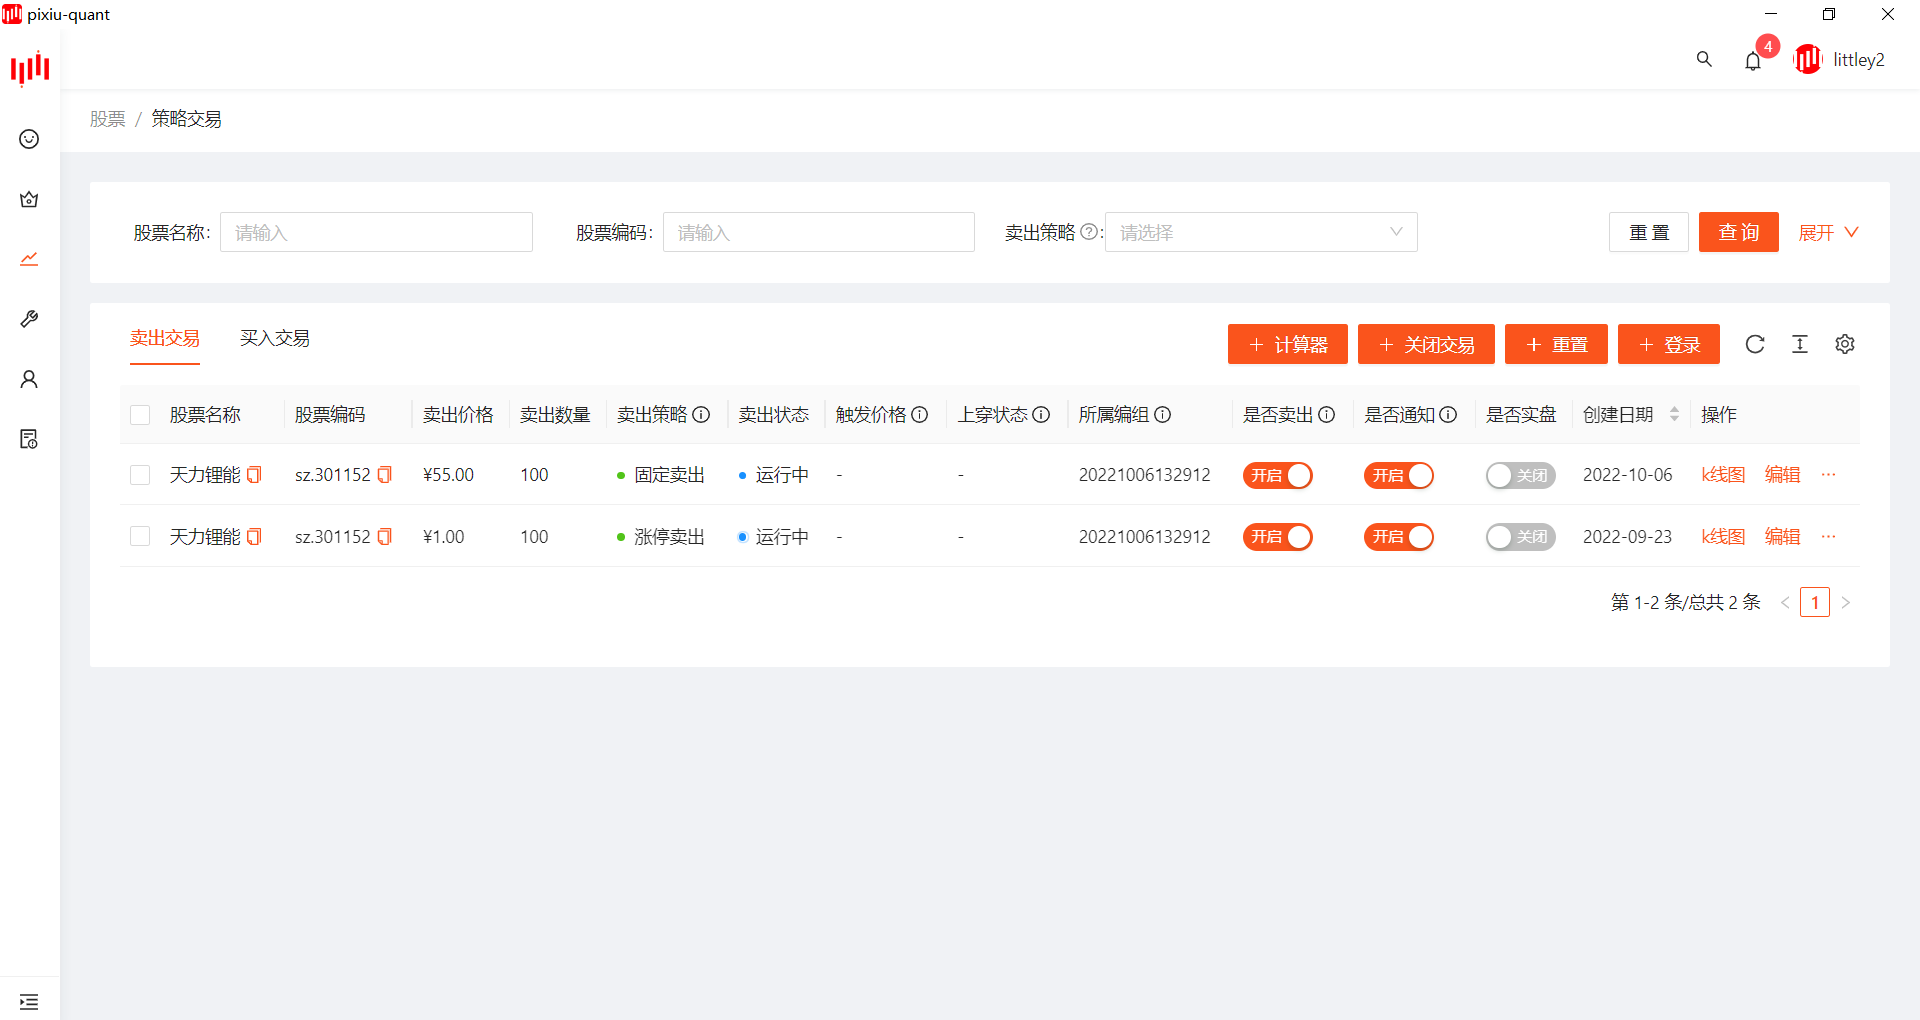 pixiu-quant
4
littley2
股票 / 策略交易
股票名称: 请输入 股票编码: 请输入 卖出策略 : 请选择 重 置 查 询 展开
卖出交易 买入交易 + 计算器 + 关闭交易 + 重置 + 登录
股票名称 股票编码 卖出价格 卖出数量 卖出策略 卖出状态 触发价格 上穿状态 所属编组 是否卖出 是否通知 是否实盘 创建日期 操作
天力锂能 sz.301152 ¥55.00 100 固定卖出 运行中 - - 20221006132912 开启 开启 关闭 2022-10-06 k线图 编辑 ···
天力锂能 sz.301152 ¥1.00 100 涨停卖出 运行中 - - 20221006132912 开启 开启 关闭 2022-09-23 k线图 编辑 ···
第 1-2 条/总共 2 条 < 1 >